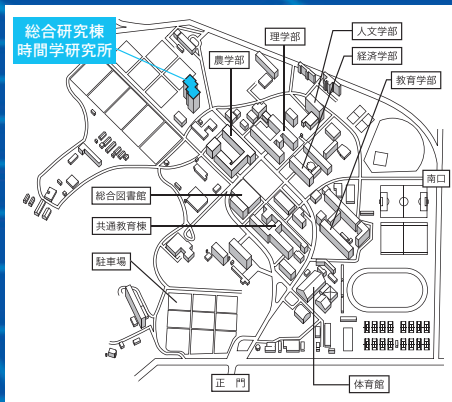 総合研究棟
時間学研究所
理学部
人文学部
農学部
経済学部
教育学部
南口
総合図書館
共通教育棟
駐車場
正 門
体育館